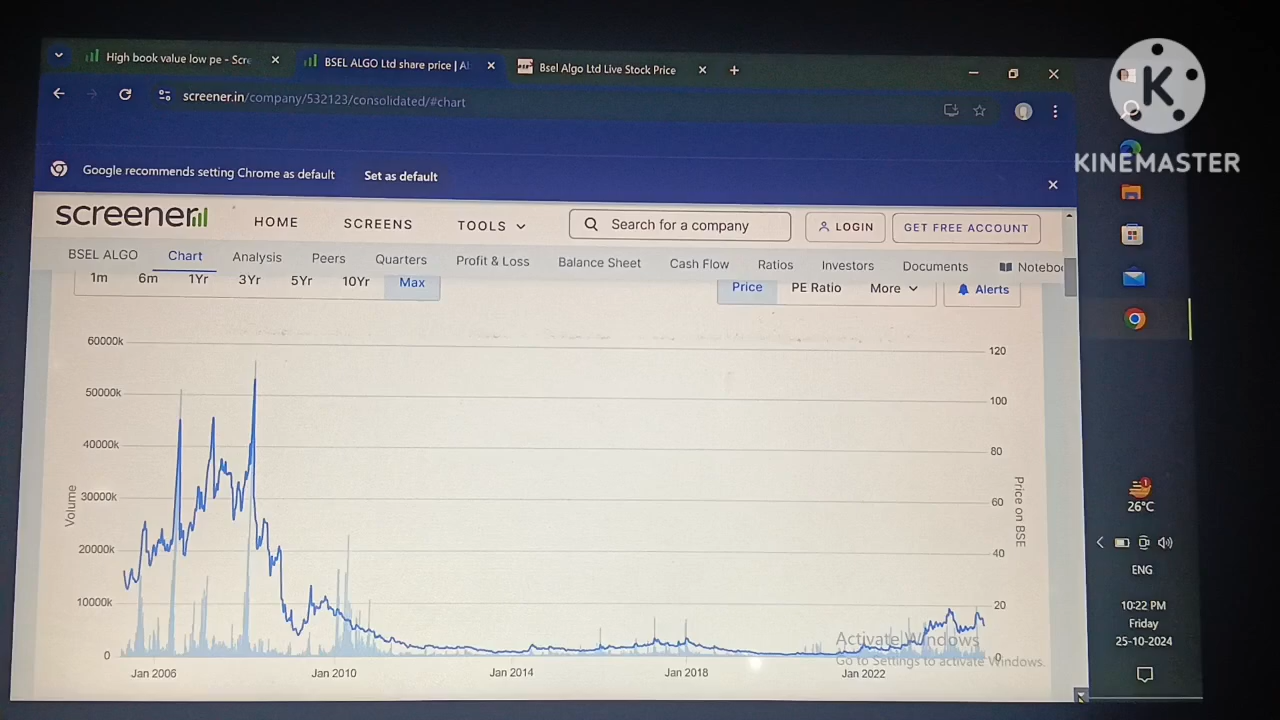 High book value low pe - Scre
BSEL ALGO Ltd share price | Al
Bsel Algo Ltd Live Stock Price
screener.in/company/532123/consolidated/#chart
K
KINEMASTER
Google recommends setting Chrome as default
Set as default
screener
HOME
SCREENS
TOOLS
Search for a company
LOGIN
GET FREE ACCOUNT
BSEL ALGO
Chart
Analysis
Peers
Quarters
Profit & Loss
Balance Sheet
Cash Flow
Ratios
Investors
Documents
Noteboo
1m
6m
1Yr
3Yr
5Yr
10Yr
Max
Price
PE Ratio
More
Alerts
60000k
50000k
40000k
30000k
20000k
10000k
0
Volume
120
100
80
60
40
20
0
Price on BSE
Jan 2006
Jan 2010
Jan 2014
Jan 2018
Jan 2022
Activate Windows
Go to Settings to activate Windows.
1
26°C
ENG
10:22 PM
Friday
25-10-2024